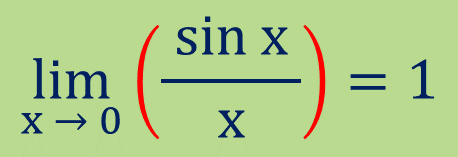 lim x → 0 ( sin x / x ) = 1